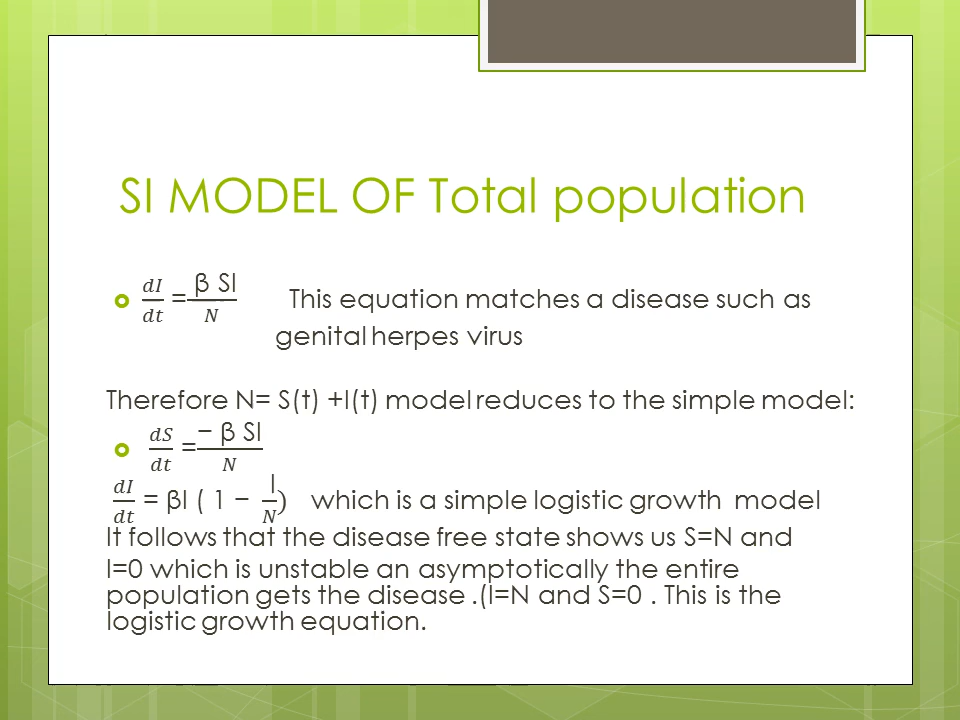 SI MODEL OF Total population
dI/dt = β SI/N This equation matches a disease such as
genital herpes virus
Therefore N= S(t) +I(t) model reduces to the simple model:
dS/dt = − β SI/N
dI/dt = βI ( 1 − I/N) which is a simple logistic growth model
It follows that the disease free state shows us S=N and
I=0 which is unstable an asymptotically the entire
population gets the disease .(I=N and S=0 . This is the
logistic growth equation.